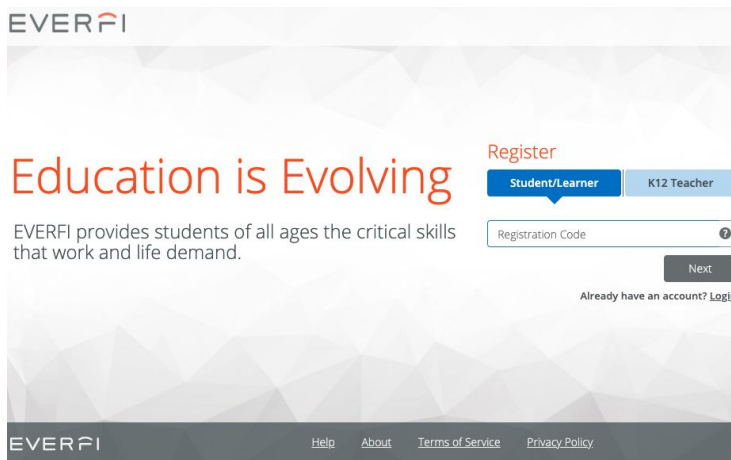 EVERFI
Register
Education is Evolving
Student/Learner
K12 Teacher
EVERFI provides students of all ages the critical skills
that work and life demand.
Registration Code
?
Next
Already have an account? Login
EVERFI
Help
About
Terms of Service
Privacy Policy